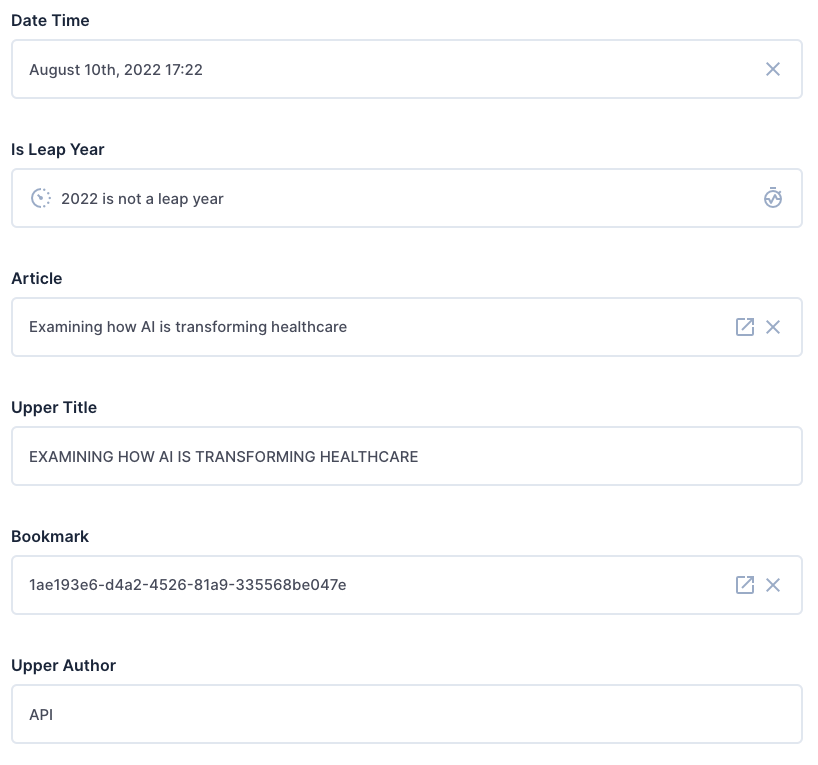 Date Time
August 10th, 2022 17:22
Is Leap Year
2022 is not a leap year
Article
Examining how AI is transforming healthcare
Upper Title
EXAMINING HOW AI IS TRANSFORMING HEALTHCARE
Bookmark
1ae193e6-d4a2-4526-81a9-335568be047e
Upper Author
API